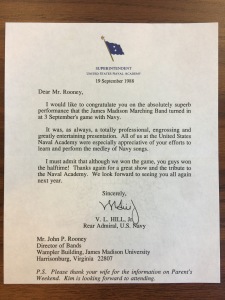 SUPERINTENDENT
UNITED STATES NAVAL ACADEMY
19 September 1988
Dear Mr. Rooney,
I would like to congratulate you on the absolutely superb
performance that the James Madison Marching Band turned in
at 3 September's game with Navy.
It was, as always, a totally professional, engrossing and
greatly entertaining presentation. All of us at the United States
Naval Academy were especially appreciative of your efforts to
learn and perform the medley of Navy songs.
I must admit that although we won the game, you guys won
the halftime! Thanks again for a great show and the tribute to
the Naval Academy. We look forward to seeing you all again
next year.
Sincerely,
V. L. HILL, Jr.
Rear Admiral, U.S. Navy
Mr. John P. Rooney
Director of Bands
Wampler Building, James Madison University
Harrisonburg, Virginia 22807
P.S. Please thank your wife for the information on Parent's
Weekend. Kim is looking forward to attending.